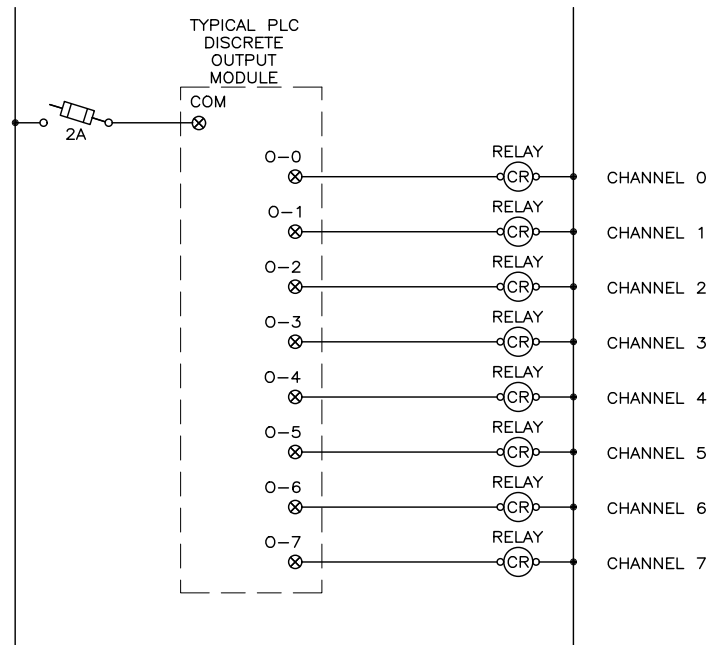 TYPICAL PLC
DISCRETE
OUTPUT
MODULE
COM
2A
O-0
RELAY
CR
CHANNEL 0
O-1
RELAY
CR
CHANNEL 1
O-2
RELAY
CR
CHANNEL 2
O-3
RELAY
CR
CHANNEL 3
O-4
RELAY
CR
CHANNEL 4
O-5
RELAY
CR
CHANNEL 5
O-6
RELAY
CR
CHANNEL 6
O-7
RELAY
CR
CHANNEL 7